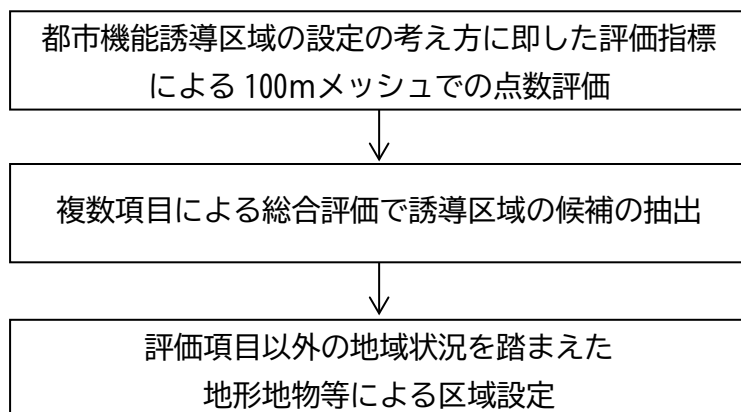 都市機能誘導区域の設定の考え方に即した評価指標
による 100mメッシュでの点数評価
複数項目による総合評価で誘導区域の候補の抽出
評価項目以外の地域状況を踏まえた
地形地物等による区域設定